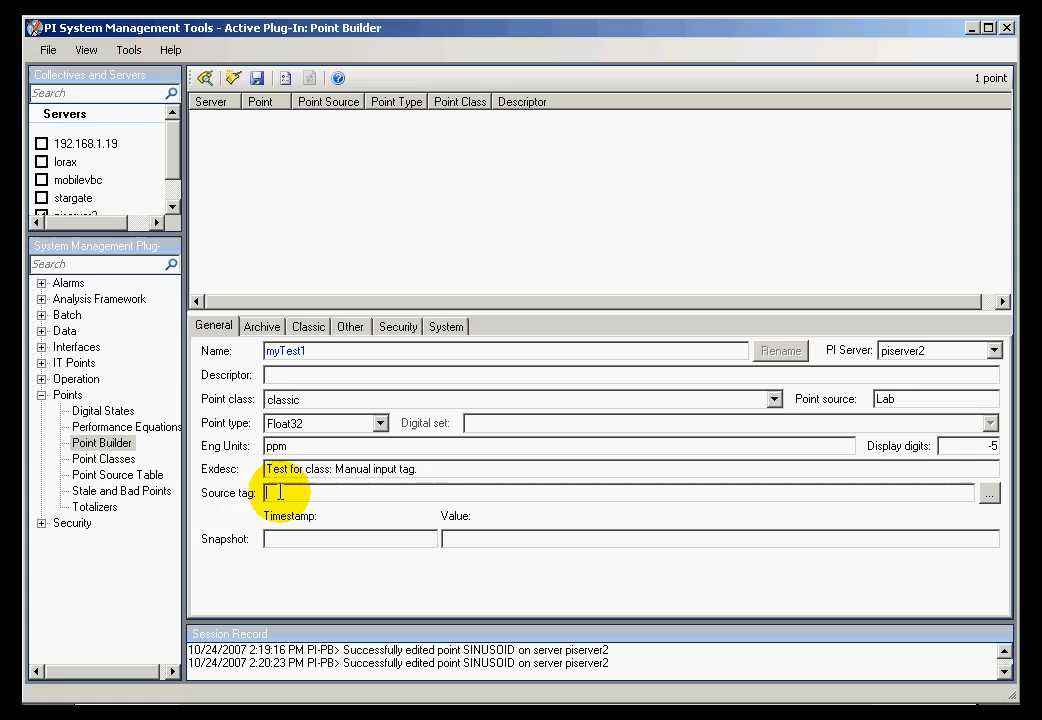 PI System Management Tools - Active Plug-In: Point Builder
File View Tools Help
Collectives and Servers
Search
Servers
192.168.1.19
lorax
mobilevbc
stargate
piserver2
System Management Plug-
Search
Alarms
Analysis Framework
Batch
Data
Interfaces
IT Points
Operation
Points
Digital States
Performance Equations
Point Builder
Point Classes
Point Source Table
Stale and Bad Points
Totalizers
Security
1 point
Server Point Point Source Point Type Point Class Descriptor
General Archive Classic Other Security System
Name: myTest1 Rename PI Server: piserver2
Descriptor:
Point class: classic Point source: Lab
Point type: Float32 Digital set:
Eng Units: ppm Display digits: -5
Exdesc: Test for class: Manual input tag.
Source tag: ...
Timestamp: Value:
Snapshot:
Session Record
10/24/2007 2:19:16 PM PI-PB> Successfully edited point SINUSOID on server piserver2
10/24/2007 2:20:23 PM PI-PB> Successfully edited point SINUSOID on server piserver2